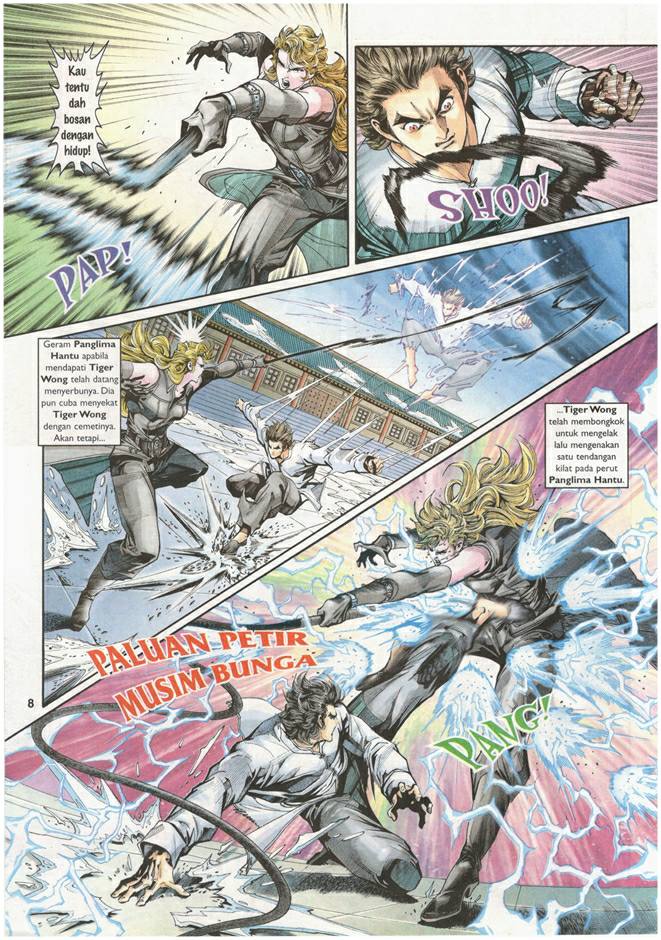 Kau
tentu
dah
bosan
dengan
hidup!
PAP!
SHOO!
Geram Panglima
Hantu apabila
mendapati Tiger
Wong telah datang
menyerbunya. Dia
pun cuba menyekat
Tiger Wong
dengan cemetinya.
Akan tetapi...
...Tiger Wong
telah membongkok
untuk mengelak
lalu mengenakan
satu tendangan
kilat pada perut
Panglima Hantu.
PALUAN PETIR
MUSIM BUNGA
PANG!
8